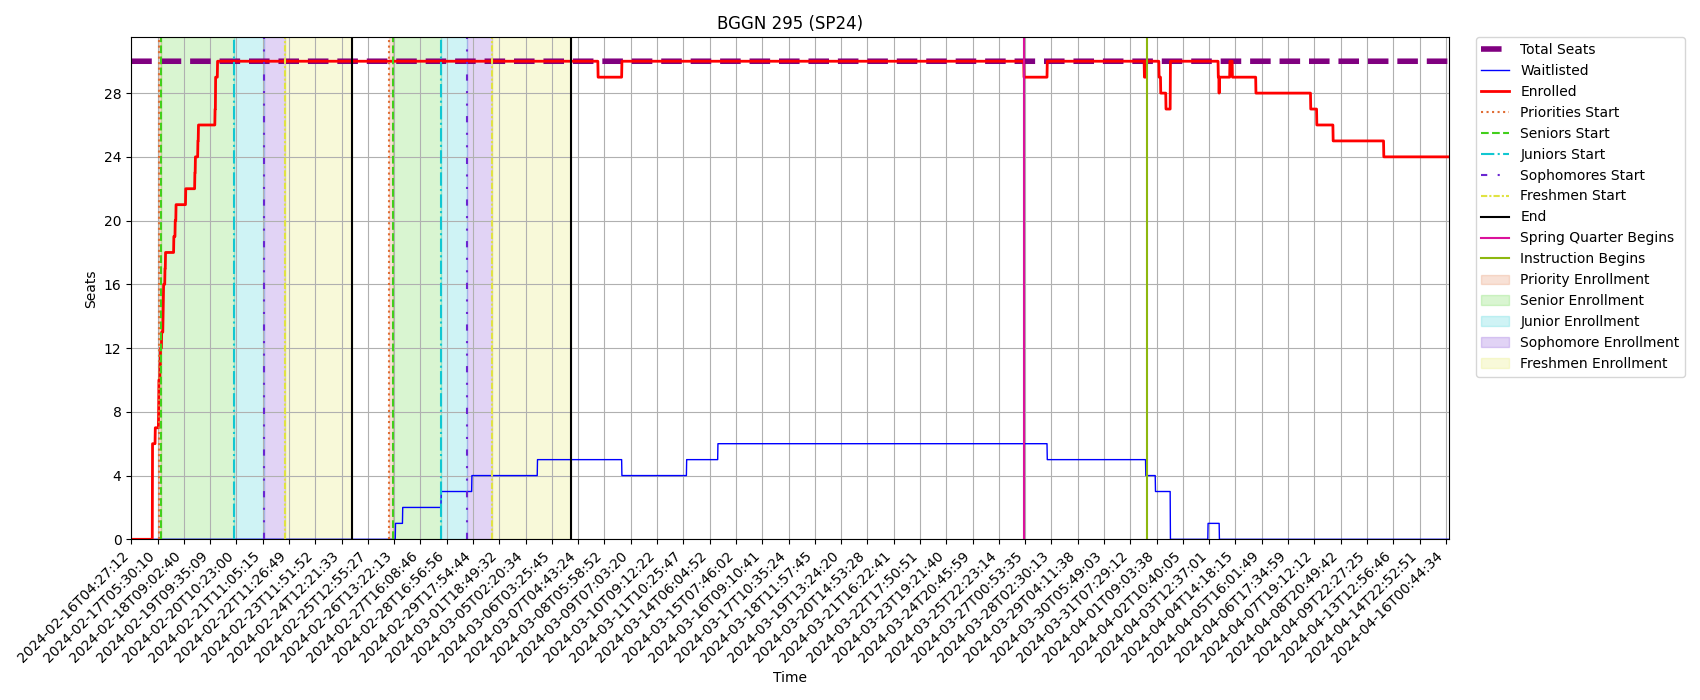 BGGN 295 (SP24)
Seats
28
24
20
16
12
8
4
0
2024-02-16T04:27:12
2024-02-17T05:30:10
2024-02-18T09:02:40
2024-02-19T09:35:09
2024-02-20T10:23:00
2024-02-21T11:05:15
2024-02-22T11:26:49
2024-02-23T11:51:52
2024-02-24T12:21:33
2024-02-25T12:55:27
2024-02-26T13:22:13
2024-02-27T16:08:46
2024-02-28T16:56:56
2024-02-29T17:54:44
2024-03-01T18:49:32
2024-03-05T02:20:34
2024-03-06T03:25:45
2024-03-07T04:43:24
2024-03-08T05:58:52
2024-03-09T07:03:20
2024-03-10T09:12:22
2024-03-11T10:25:47
2024-03-14T06:04:52
2024-03-15T07:46:02
2024-03-16T09:10:41
2024-03-17T10:35:24
2024-03-18T11:57:45
2024-03-19T13:24:20
2024-03-20T14:53:28
2024-03-21T16:22:41
2024-03-22T17:50:51
2024-03-23T19:21:40
2024-03-24T20:45:59
2024-03-25T22:23:14
2024-03-27T00:53:35
2024-03-28T02:30:13
2024-03-29T04:11:38
2024-03-30T05:49:03
2024-03-31T07:29:12
2024-04-01T09:03:38
2024-04-02T10:40:05
2024-04-03T12:37:01
2024-04-04T14:18:15
2024-04-05T16:01:49
2024-04-06T17:34:59
2024-04-07T19:12:12
2024-04-08T20:49:42
2024-04-09T22:27:25
2024-04-13T12:56:46
2024-04-14T22:52:51
2024-04-16T00:44:34
Time
Total Seats
Waitlisted
Enrolled
Priorities Start
Seniors Start
Juniors Start
Sophomores Start
Freshmen Start
End
Spring Quarter Begins
Instruction Begins
Priority Enrollment
Senior Enrollment
Junior Enrollment
Sophomore Enrollment
Freshmen Enrollment